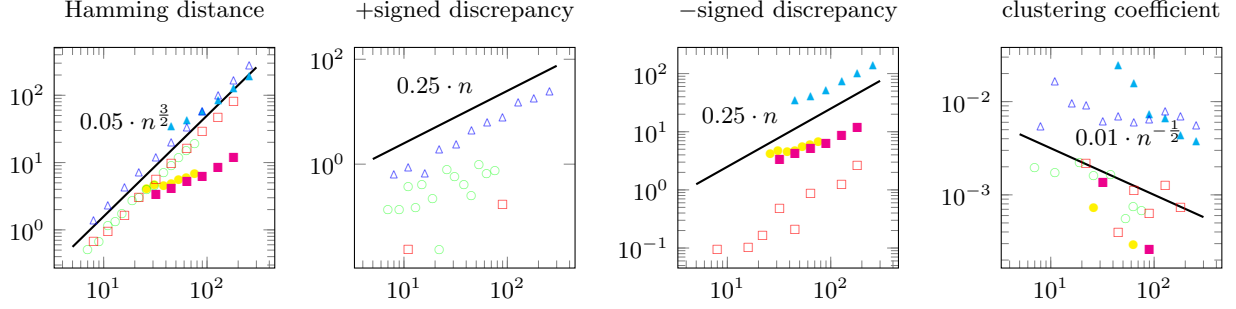 Hamming distance
+signed discrepancy
−signed discrepancy
clustering coefficient
10^2
10^1
10^0
0.05 · n^{3/2}
10^1 10^2
10^2
10^0
0.25 · n
10^1 10^2
10^2
10^1
10^0
10^{−1}
0.25 · n
10^1 10^2
10^{−2}
10^{−3}
0.01 · n^{−1/2}
10^1 10^2